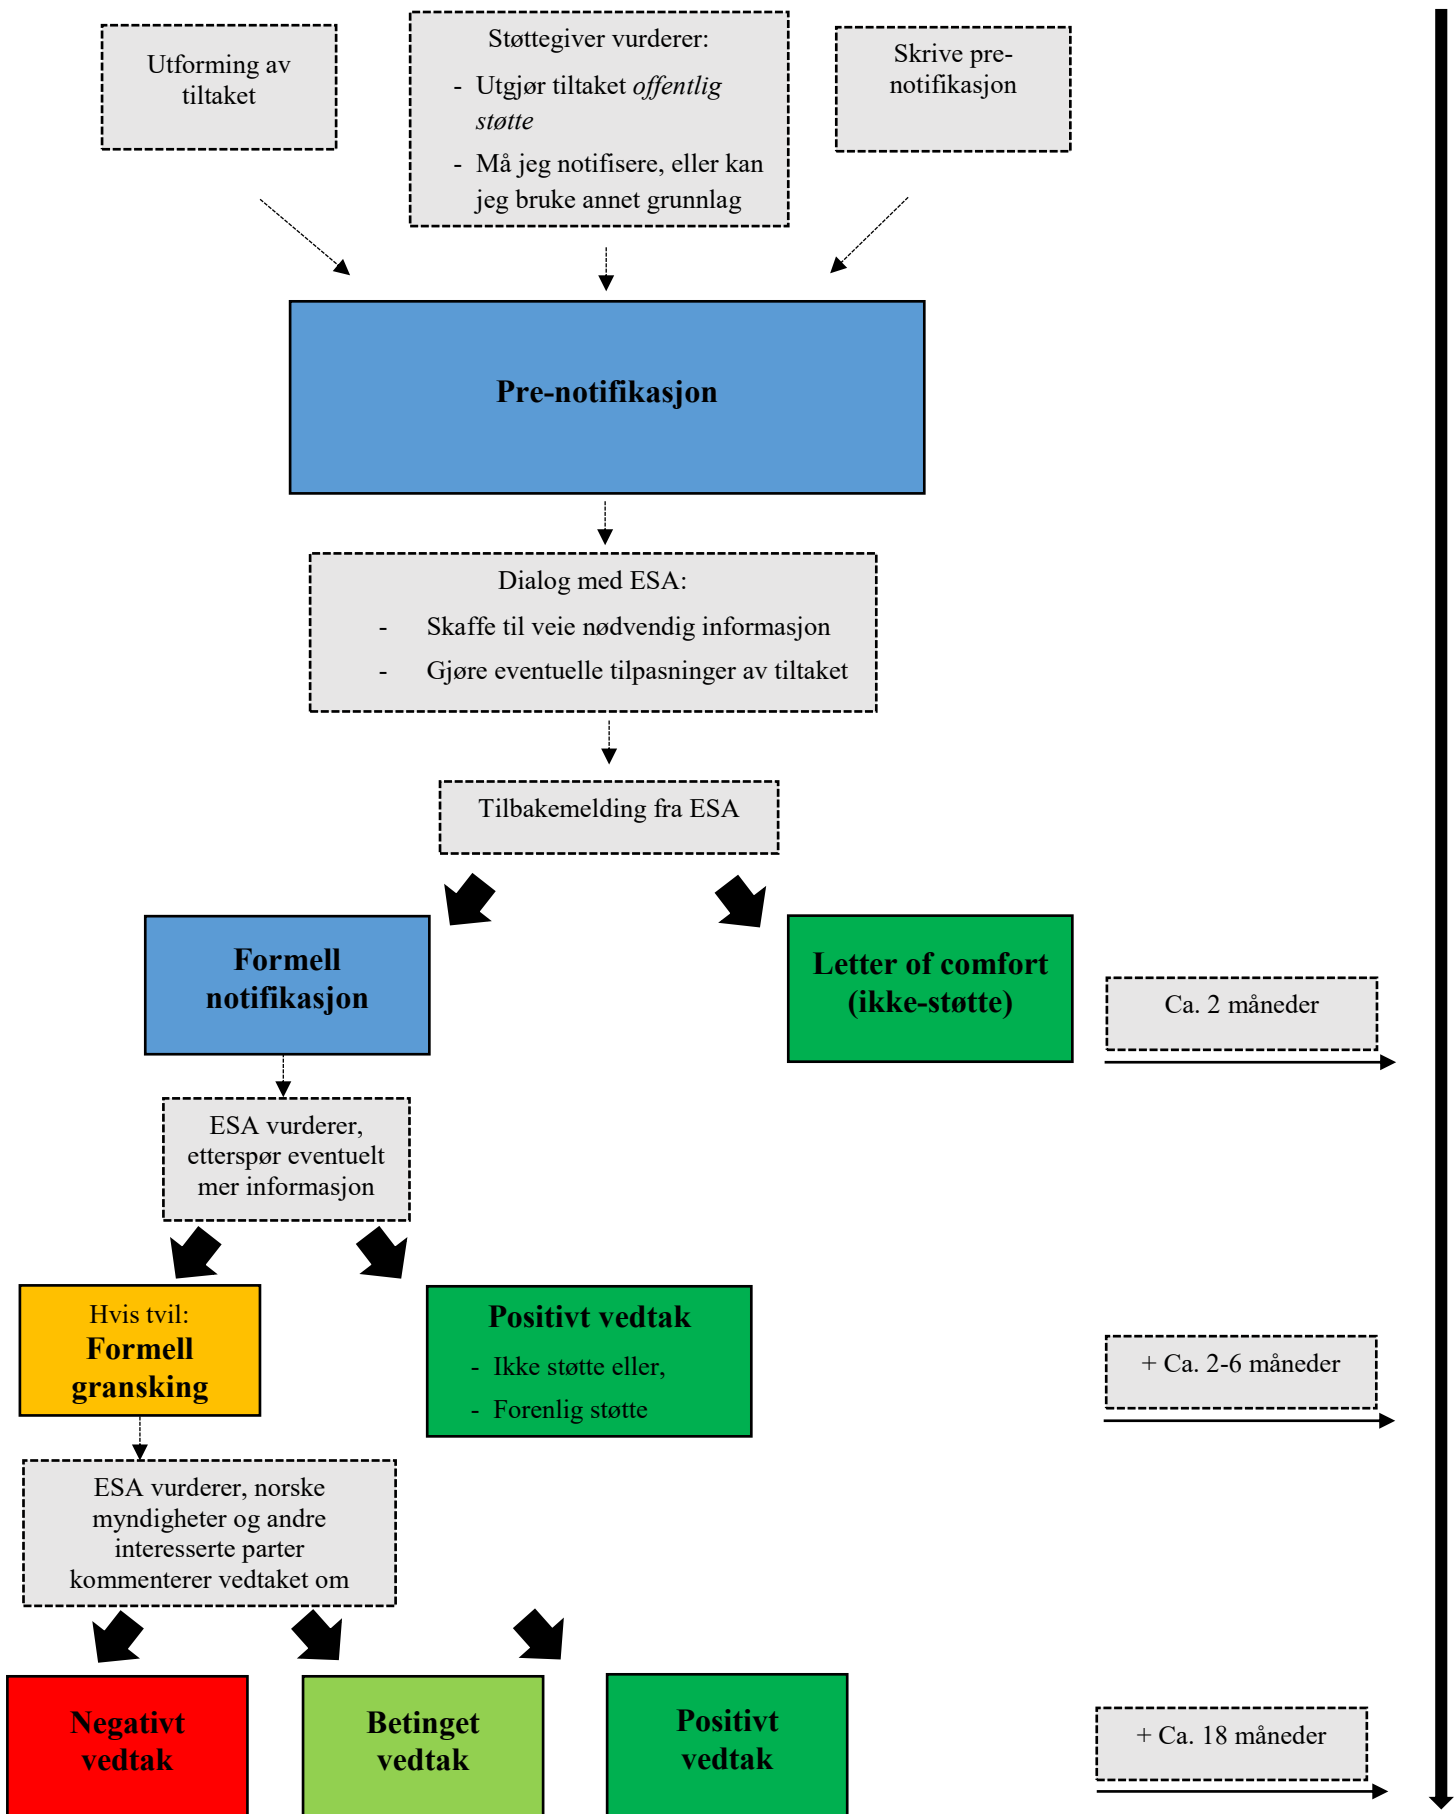 Utforming av
tiltaket
Støttegiver vurderer:
- Utgjør tiltaket offentlig
støtte
- Må jeg notifisere, eller kan
jeg bruke annet grunnlag
Skrive pre-
notifikasjon
Pre-notifikasjon
Dialog med ESA:
- Skaffe til veie nødvendig informasjon
- Gjøre eventuelle tilpasninger av tiltaket
Tilbakemelding fra ESA
Formell
notifikasjon
Letter of comfort
(ikke-støtte)
Ca. 2 måneder
ESA vurderer,
etterspør eventuelt
mer informasjon
Hvis tvil:
Formell
gransking
Positivt vedtak
- Ikke støtte eller,
- Forenlig støtte
+ Ca. 2-6 måneder
ESA vurderer, norske
myndigheter og andre
interesserte parter
kommenterer vedtaket om
Negativt
vedtak
Betinget
vedtak
Positivt
vedtak
+ Ca. 18 måneder